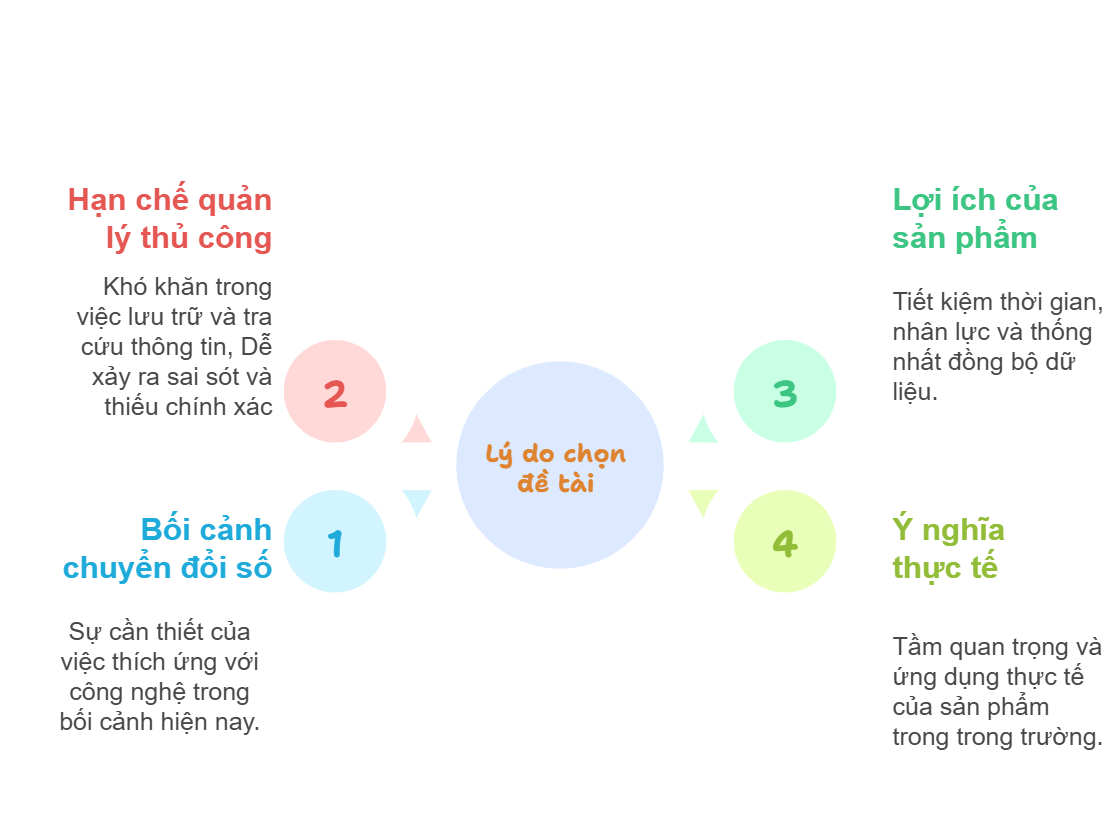 Hạn chế quản
lý thủ công
Khó khăn trong
việc lưu trữ và tra
cứu thông tin, Dễ
xảy ra sai sót và
thiếu chính xác
2
Bối cảnh
chuyển đổi số
Sự cần thiết của
việc thích ứng với
công nghệ trong
bối cảnh hiện nay.
1
Lý do chọn
đề tài
Lợi ích của
sản phẩm
Tiết kiệm thời gian,
nhân lực và thống
nhất đồng bộ dữ
liệu.
3
Ý nghĩa
thực tế
Tầm quan trọng và
ứng dụng thực tế
của sản phẩm
trong trong trường.
4